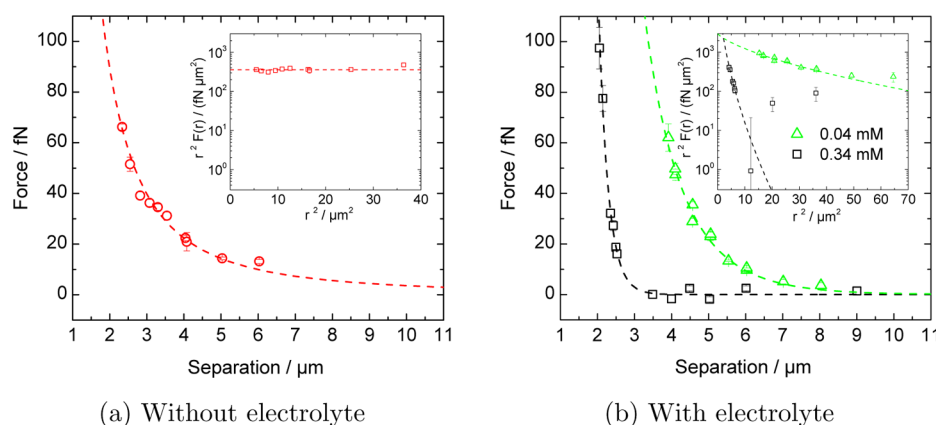 100
80
60
40
20
0
Force / fN
1 2 3 4 5 6 7 8 9 10 11
Separation / µm
10³
10²
10¹
10⁰
r² F(r) / (fN µm²)
0 10 20 30 40
r² / µm²
(a) Without electrolyte
100
80
60
40
20
0
Force / fN
1 2 3 4 5 6 7 8 9 10 11
Separation / µm
10³
10²
10¹
10⁰
r² F(r) / (fN µm²)
0 10 20 30 40 50 60 70
r² / µm²
0.04 mM
0.34 mM
(b) With electrolyte